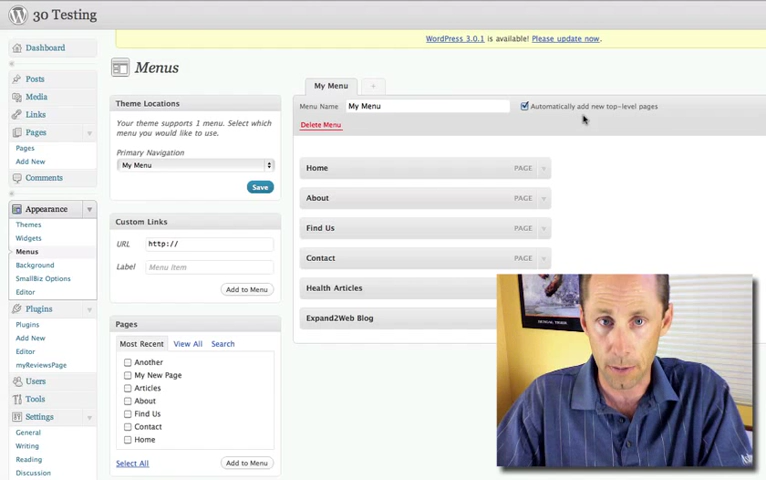 30 Testing
WordPress 3.0.1 is available! Please update now.
Dashboard
Posts
Media
Links
Pages
Pages
Add New
Comments
Appearance
Themes
Widgets
Menus
Background
SmallBiz Options
Editor
Plugins
Plugins
Add New
Editor
myReviewsPage
Users
Tools
Settings
General
Writing
Reading
Discussion
Menus
Theme Locations
Your theme supports 1 menu. Select which
menu you would like to use.
Primary Navigation
My Menu
Save
Custom Links
URL http://
Label Menu Item
Add to Menu
Pages
Most Recent View All Search
Another
My New Page
Articles
About
Find Us
Contact
Home
Select All Add to Menu
My Menu +
Menu Name My Menu Automatically add new top-level pages
Delete Menu
Home PAGE
About PAGE
Find Us PAGE
Contact PAGE
Health Articles
Expand2Web Blog